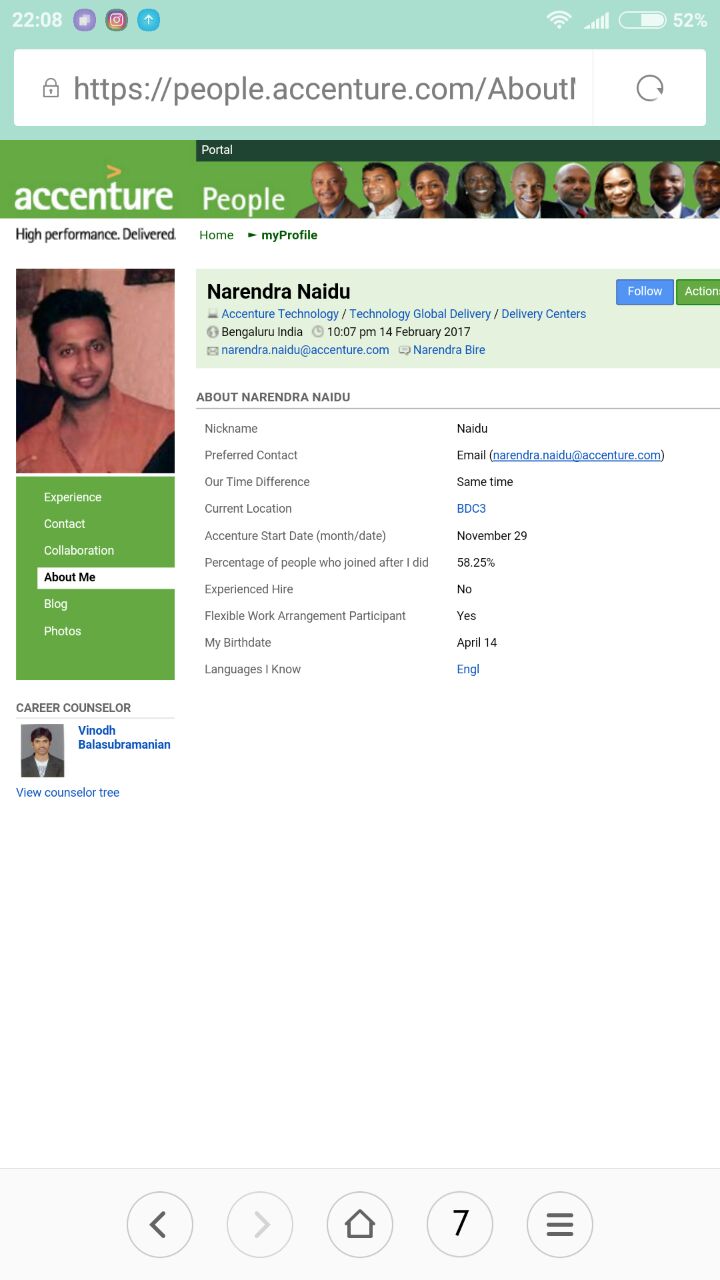 22:08
52%
https://people.accenture.com/About
Portal
accenture
People
High performance. Delivered.
Home ► myProfile
Narendra Naidu
Follow
Actions
Accenture Technology / Technology Global Delivery / Delivery Centers
Bengaluru India 10:07 pm 14 February 2017
narendra.naidu@accenture.com Narendra Bire
ABOUT NARENDRA NAIDU
Nickname Naidu
Preferred Contact Email (narendra.naidu@accenture.com)
Our Time Difference Same time
Current Location BDC3
Accenture Start Date (month/date) November 29
Percentage of people who joined after I did 58.25%
Experienced Hire No
Flexible Work Arrangement Participant Yes
My Birthdate April 14
Languages I Know Engl
Experience
Contact
Collaboration
About Me
Blog
Photos
CAREER COUNSELOR
Vinodh
Balasubramanian
View counselor tree
7